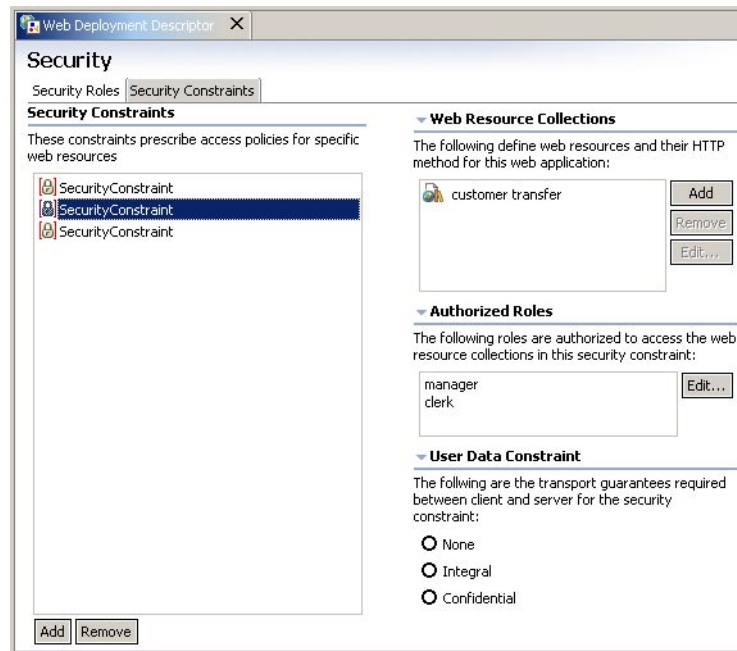 Web Deployment Descriptor
Security
Security Roles
Security Constraints
Security Constraints
These constraints prescribe access policies for specific
web resources
SecurityConstraint
SecurityConstraint
SecurityConstraint
Add
Remove
Web Resource Collections
The following define web resources and their HTTP
method for this web application:
customer transfer
Add
Remove
Edit...
Authorized Roles
The following roles are authorized to access the web
resource collections in this security constraint:
manager
clerk
Edit...
User Data Constraint
The follwing are the transport guarantees required
between client and server for the security
constraint:
None
Integral
Confidential